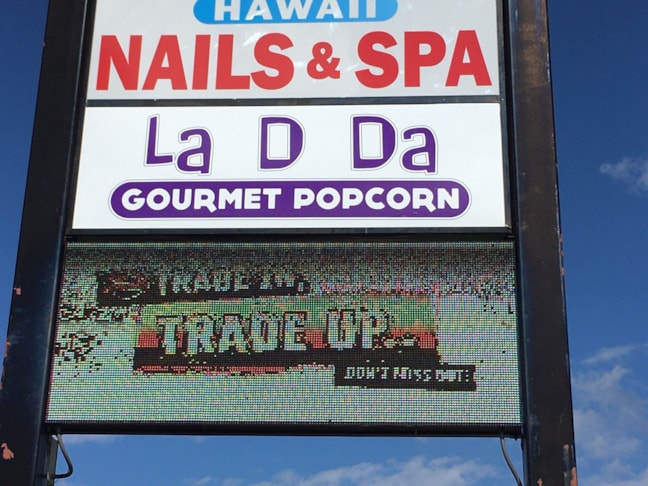 HAWAII
NAILS & SPA
La D Da
GOURMET POPCORN
TRADE IN.
TRADE UP.
DON'T MISS OUT!